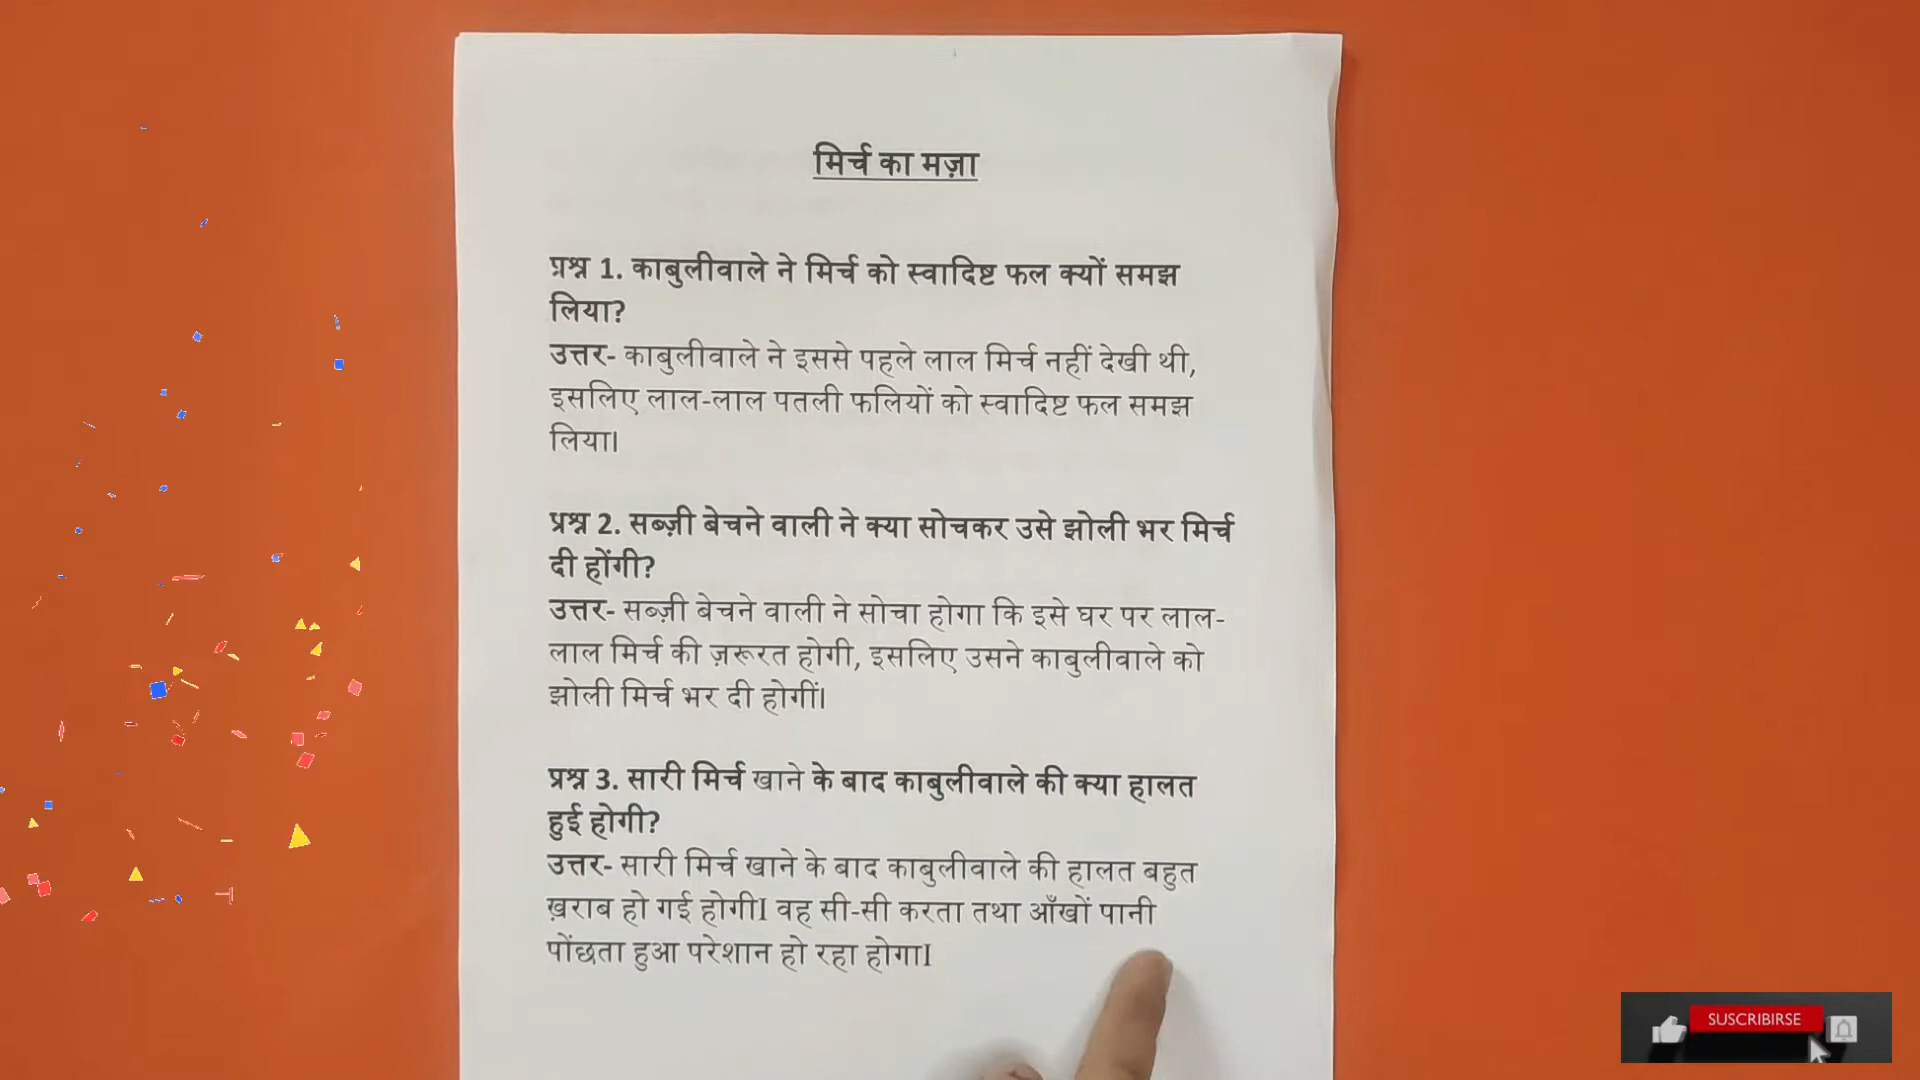 मिर्च का मज़ा
प्रश्न 1. काबुलीवाले ने मिर्च को स्वादिष्ट फल क्यों समझ
लिया?
उत्तर- काबुलीवाले ने इससे पहले लाल मिर्च नहीं देखी थी,
इसलिए लाल-लाल पतली फलियों को स्वादिष्ट फल समझ
लिया।
प्रश्न 2. सब्ज़ी बेचने वाली ने क्या सोचकर उसे झोली भर मिर्च
दी होंगी?
उत्तर- सब्ज़ी बेचने वाली ने सोचा होगा कि इसे घर पर लाल-
लाल मिर्च की ज़रूरत होगी, इसलिए उसने काबुलीवाले को
झोली मिर्च भर दी होगीं।
प्रश्न 3. सारी मिर्च खाने के बाद काबुलीवाले की क्या हालत
हुई होगी?
उत्तर- सारी मिर्च खाने के बाद काबुलीवाले की हालत बहुत
ख़राब हो गई होगीI वह सी-सी करता तथा आँखों पानी
पोंछता हुआ परेशान हो रहा होगाI
SUSCRIBIRSE